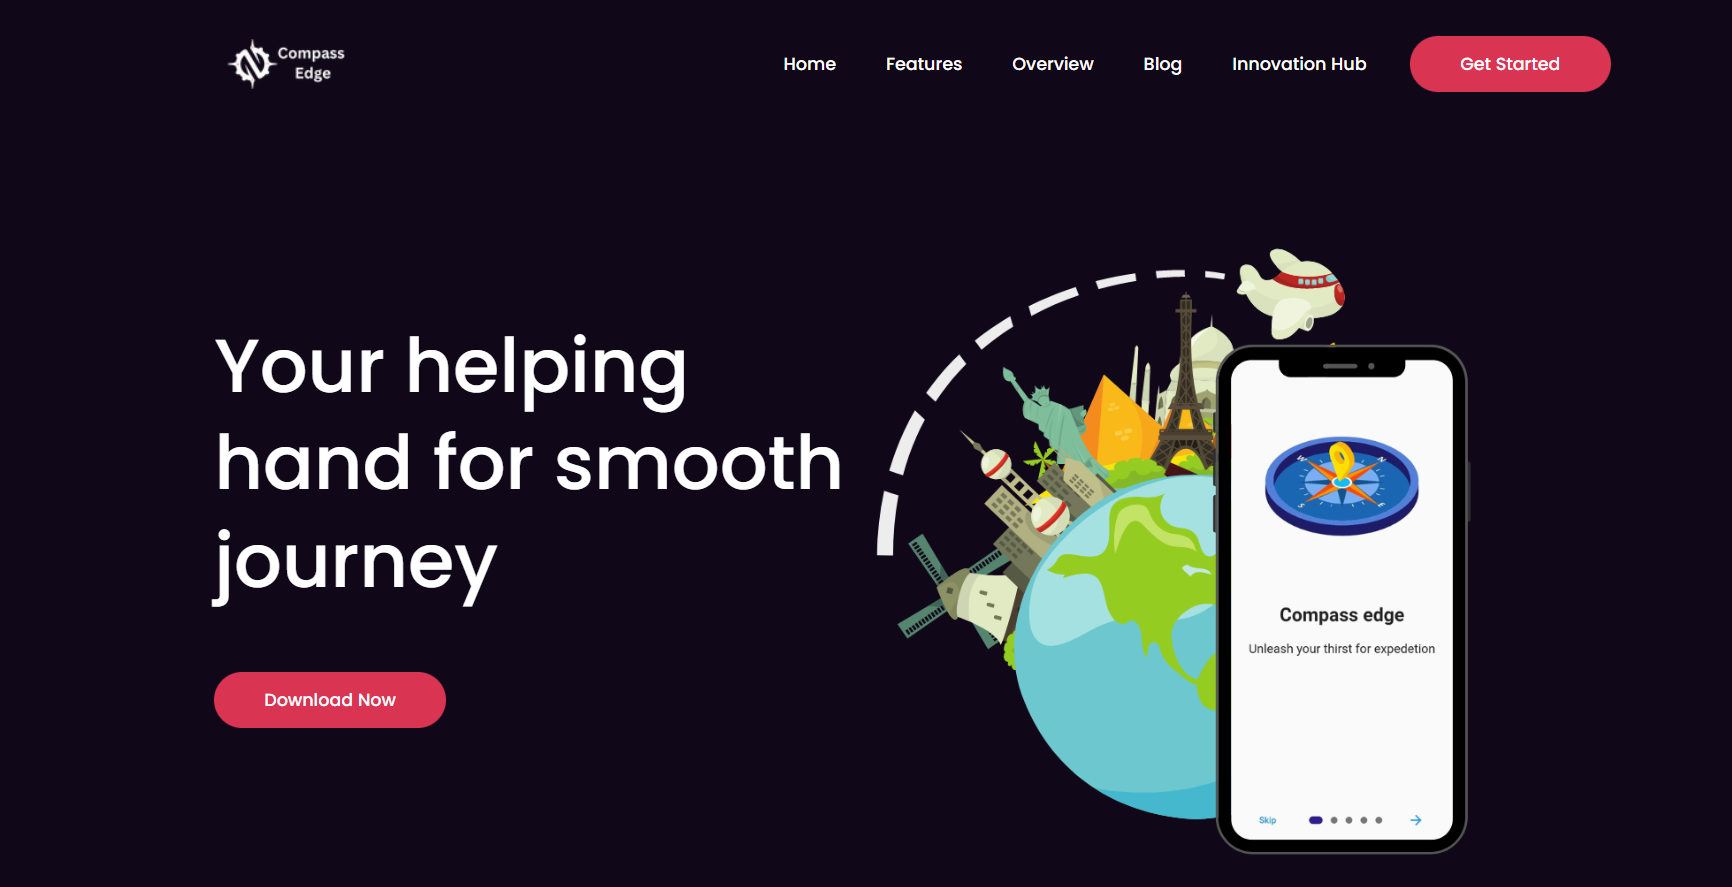 Compass
Edge
Home Features Overview Blog Innovation Hub Get Started
Your helping
hand for smooth
journey
Download Now
W N
S E
Compass edge
Unleash your thirst for expedetion
Skip